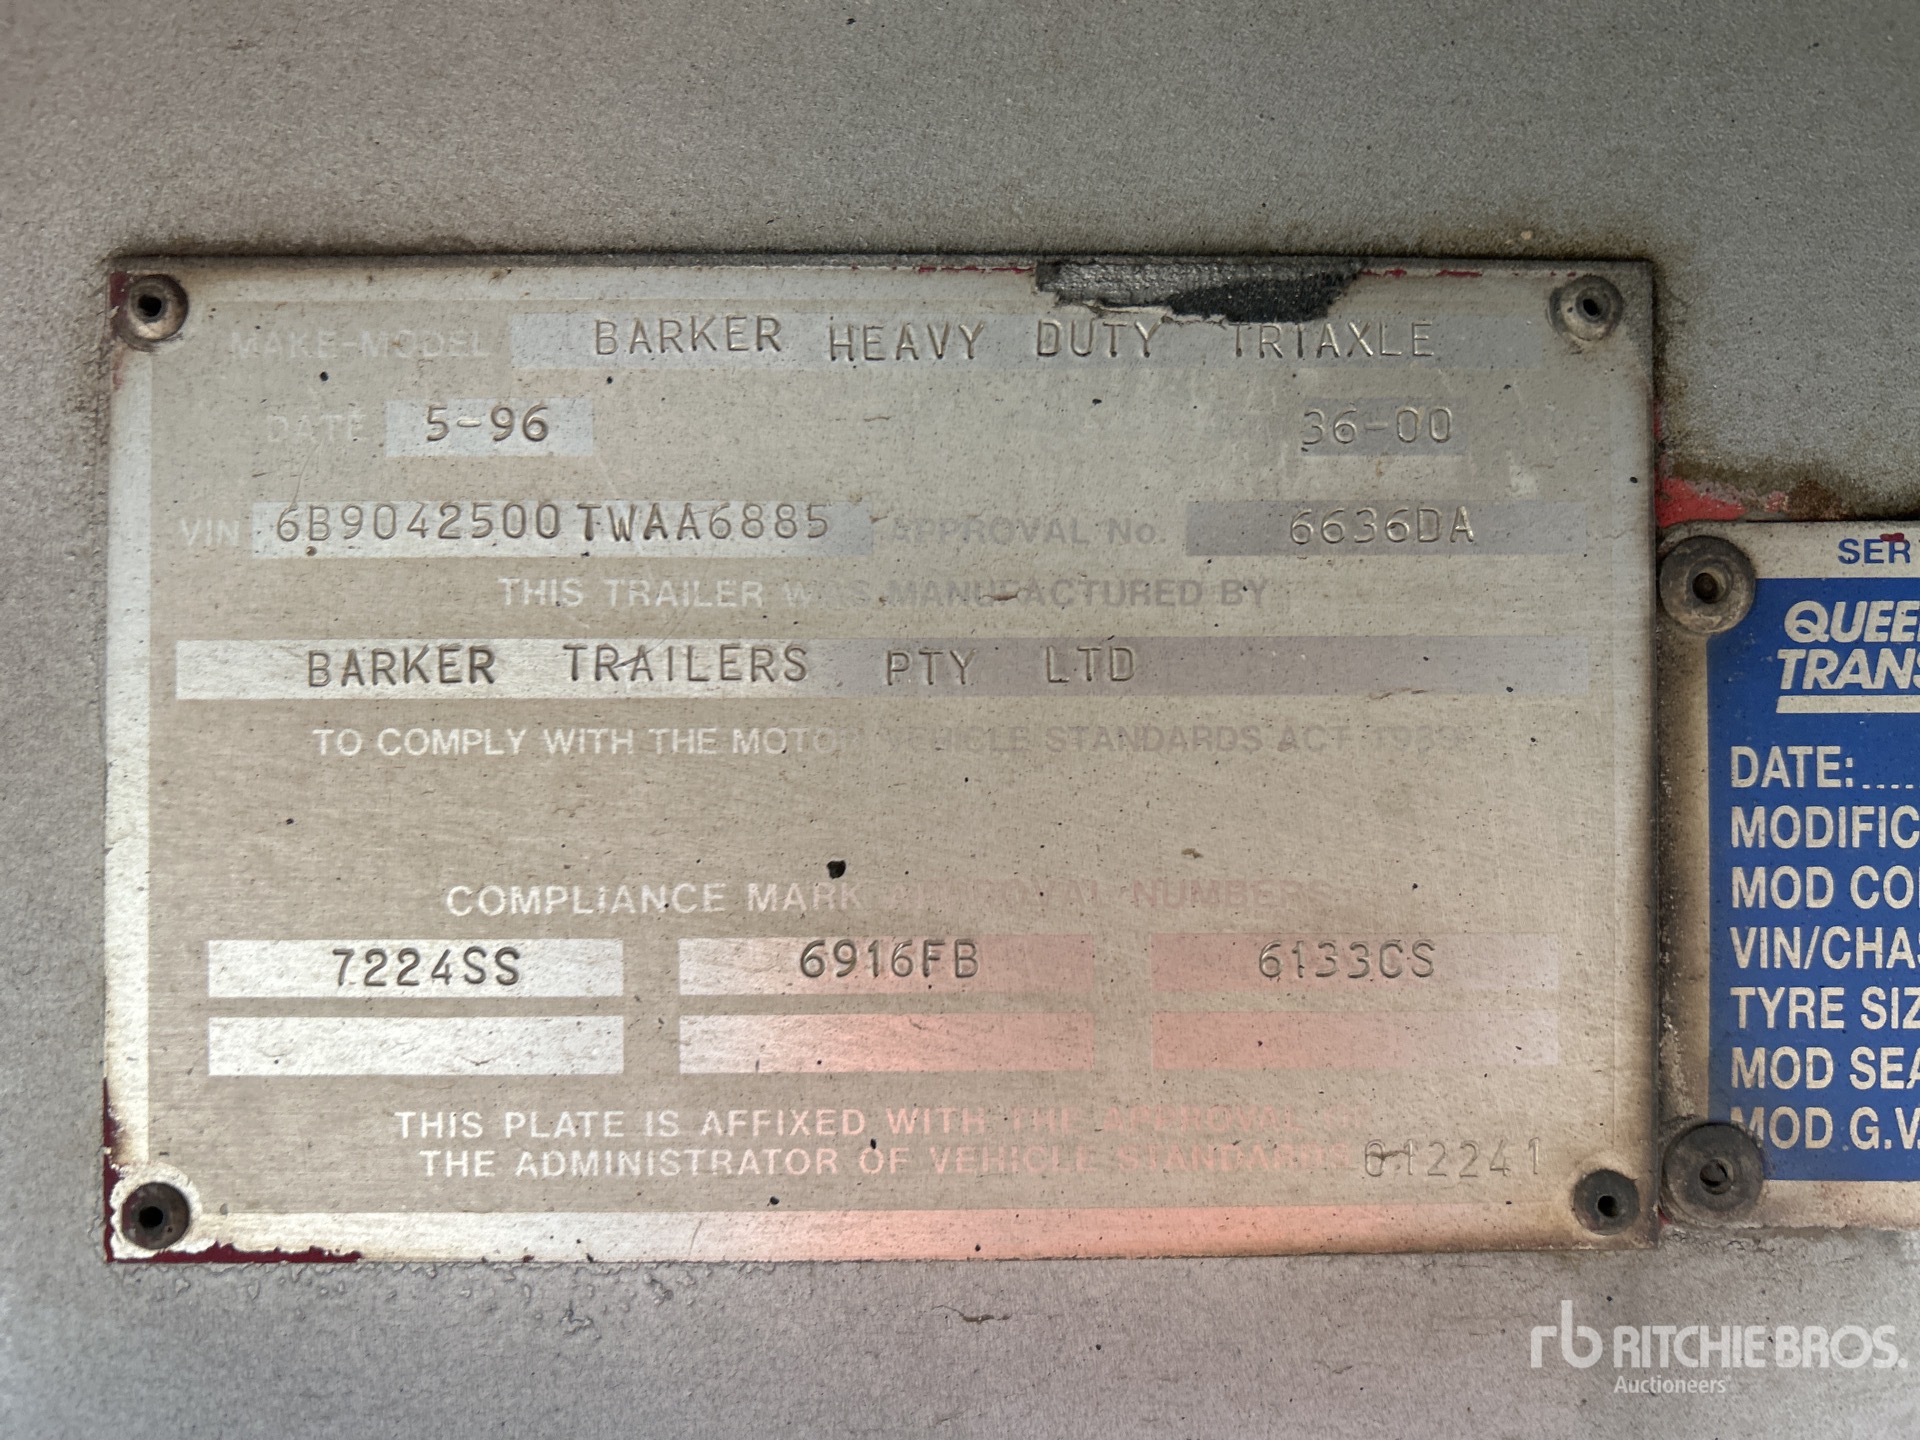 MAKE-MODEL BARKER HEAVY DUTY TRIAXLE
DATE 5-96 36-00
VIN 6B9042500TWAA6885 APPROVAL No. 6636DA
THIS TRAILER WAS MANUFACTURED BY
BARKER TRAILERS PTY LTD
TO COMPLY WITH THE MOTOR VEHICLE STANDARDS ACT 1989
COMPLIANCE MARK APPROVAL NUMBERS
7224SS 6916FB 6133CS
THIS PLATE IS AFFIXED WITH THE APPROVAL OF
THE ADMINISTRATOR OF VEHICLE STANDARDS 612241
SER
QUEE
TRANS
DATE:....
MODIFIC
MOD CO
VIN/CHAS
TYRE SIZ
MOD SEA
MOD G.V
rb RITCHIE BROS.
Auctioneers